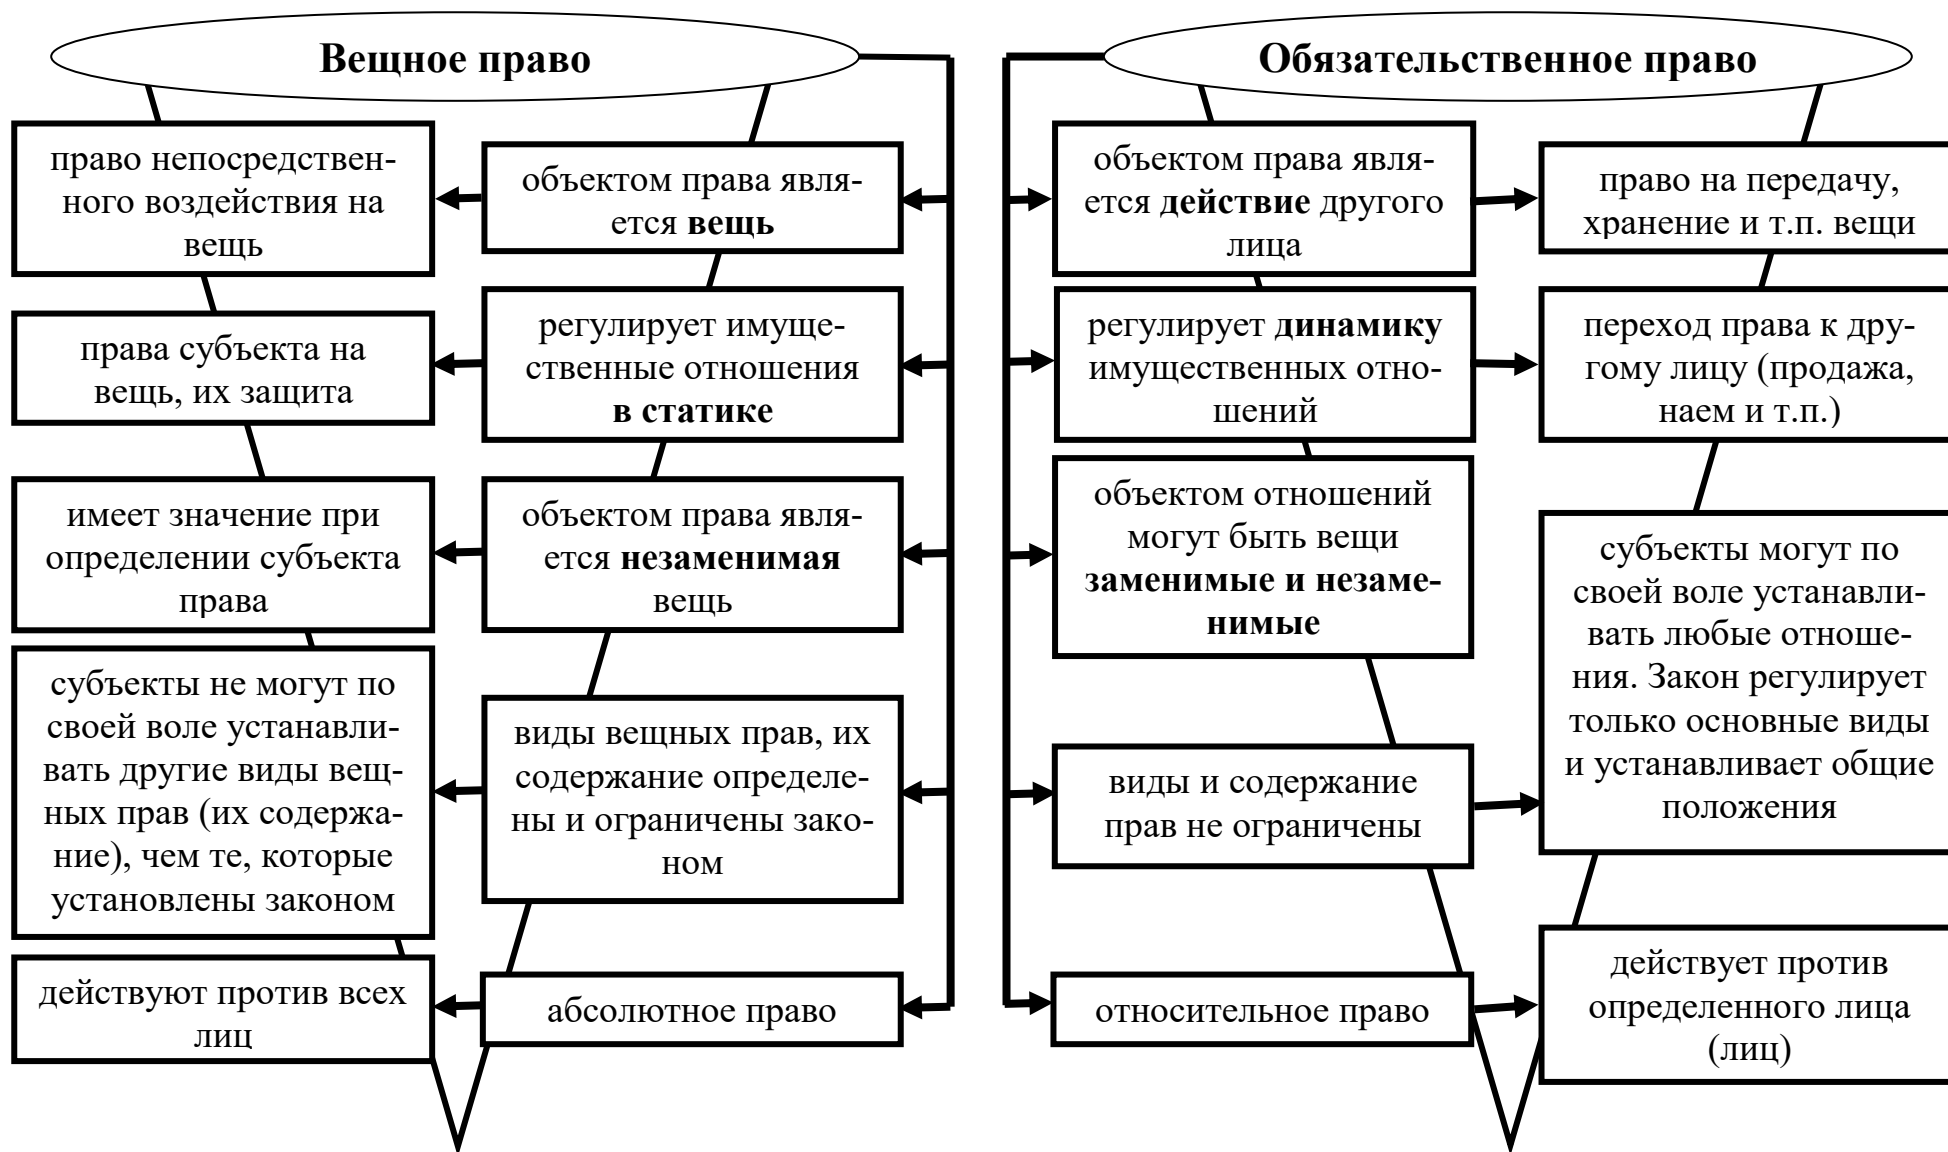 Вещное право
право непосредствен-
ного воздействия на
вещь
объектом права явля-
ется вещь
права субъекта на
вещь, их защита
регулирует имуще-
ственные отношения
в статике
имеет значение при
определении субъекта
права
объектом права явля-
ется незаменимая
вещь
субъекты не могут по
своей воле устанавли-
вать другие виды вещ-
ных прав (их содержа-
ние), чем те, которые
установлены законом
виды вещных прав, их
содержание определе-
ны и ограничены зако-
ном
действуют против всех
лиц
абсолютное право
Обязательственное право
объектом права явля-
ется действие другого
лица
право на передачу,
хранение и т.п. вещи
регулирует динамику
имущественных отно-
шений
переход права к дру-
гому лицу (продажа,
наем и т.п.)
объектом отношений
могут быть вещи
заменимые и незаме-
нимые
виды и содержание
прав не ограничены
субъекты могут по
своей воле устанавли-
вать любые отноше-
ния. Закон регулирует
только основные виды
и устанавливает общие
положения
относительное право
действует против
определенного лица
(лиц)